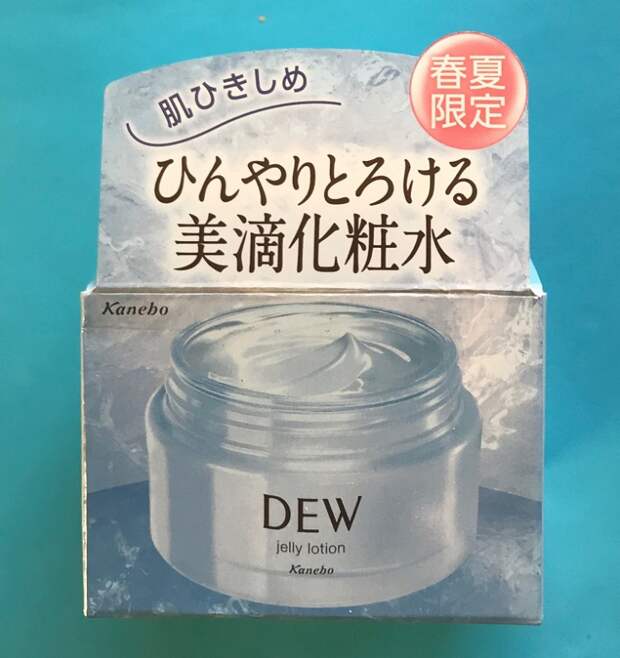 肌ひきしめ
春夏
限定
ひんやりとろける
美滴化粧水
Kanebo
DEW
jelly lotion
Kanebo